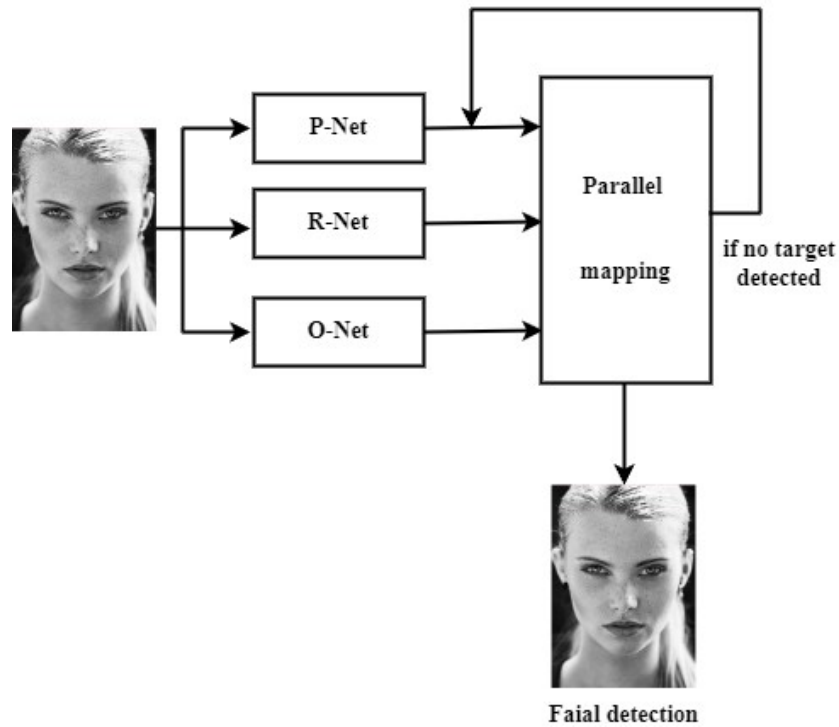 P-Net
R-Net
O-Net
Parallel
mapping
if no target
detected
Faial detection